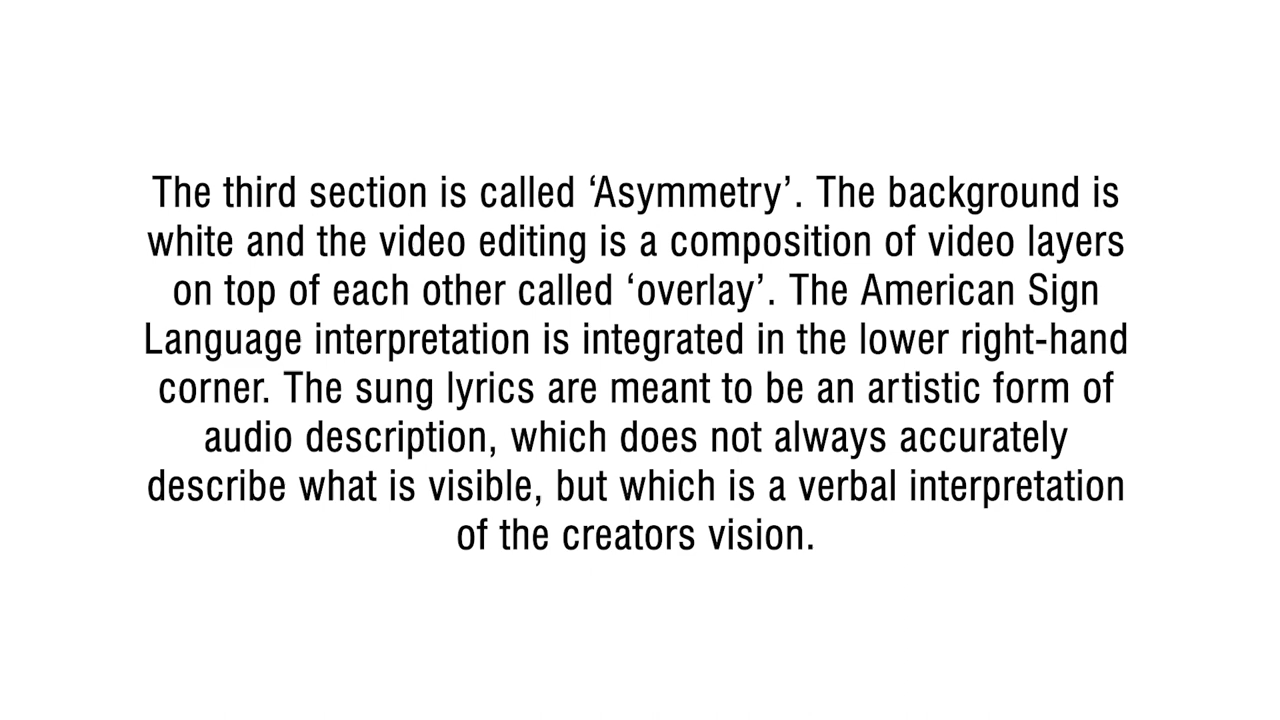 The third section is called ‘Asymmetry’. The background is
white and the video editing is a composition of video layers
on top of each other called ‘overlay’. The American Sign
Language interpretation is integrated in the lower right-hand
corner. The sung lyrics are meant to be an artistic form of
audio description, which does not always accurately
describe what is visible, but which is a verbal interpretation
of the creators vision.